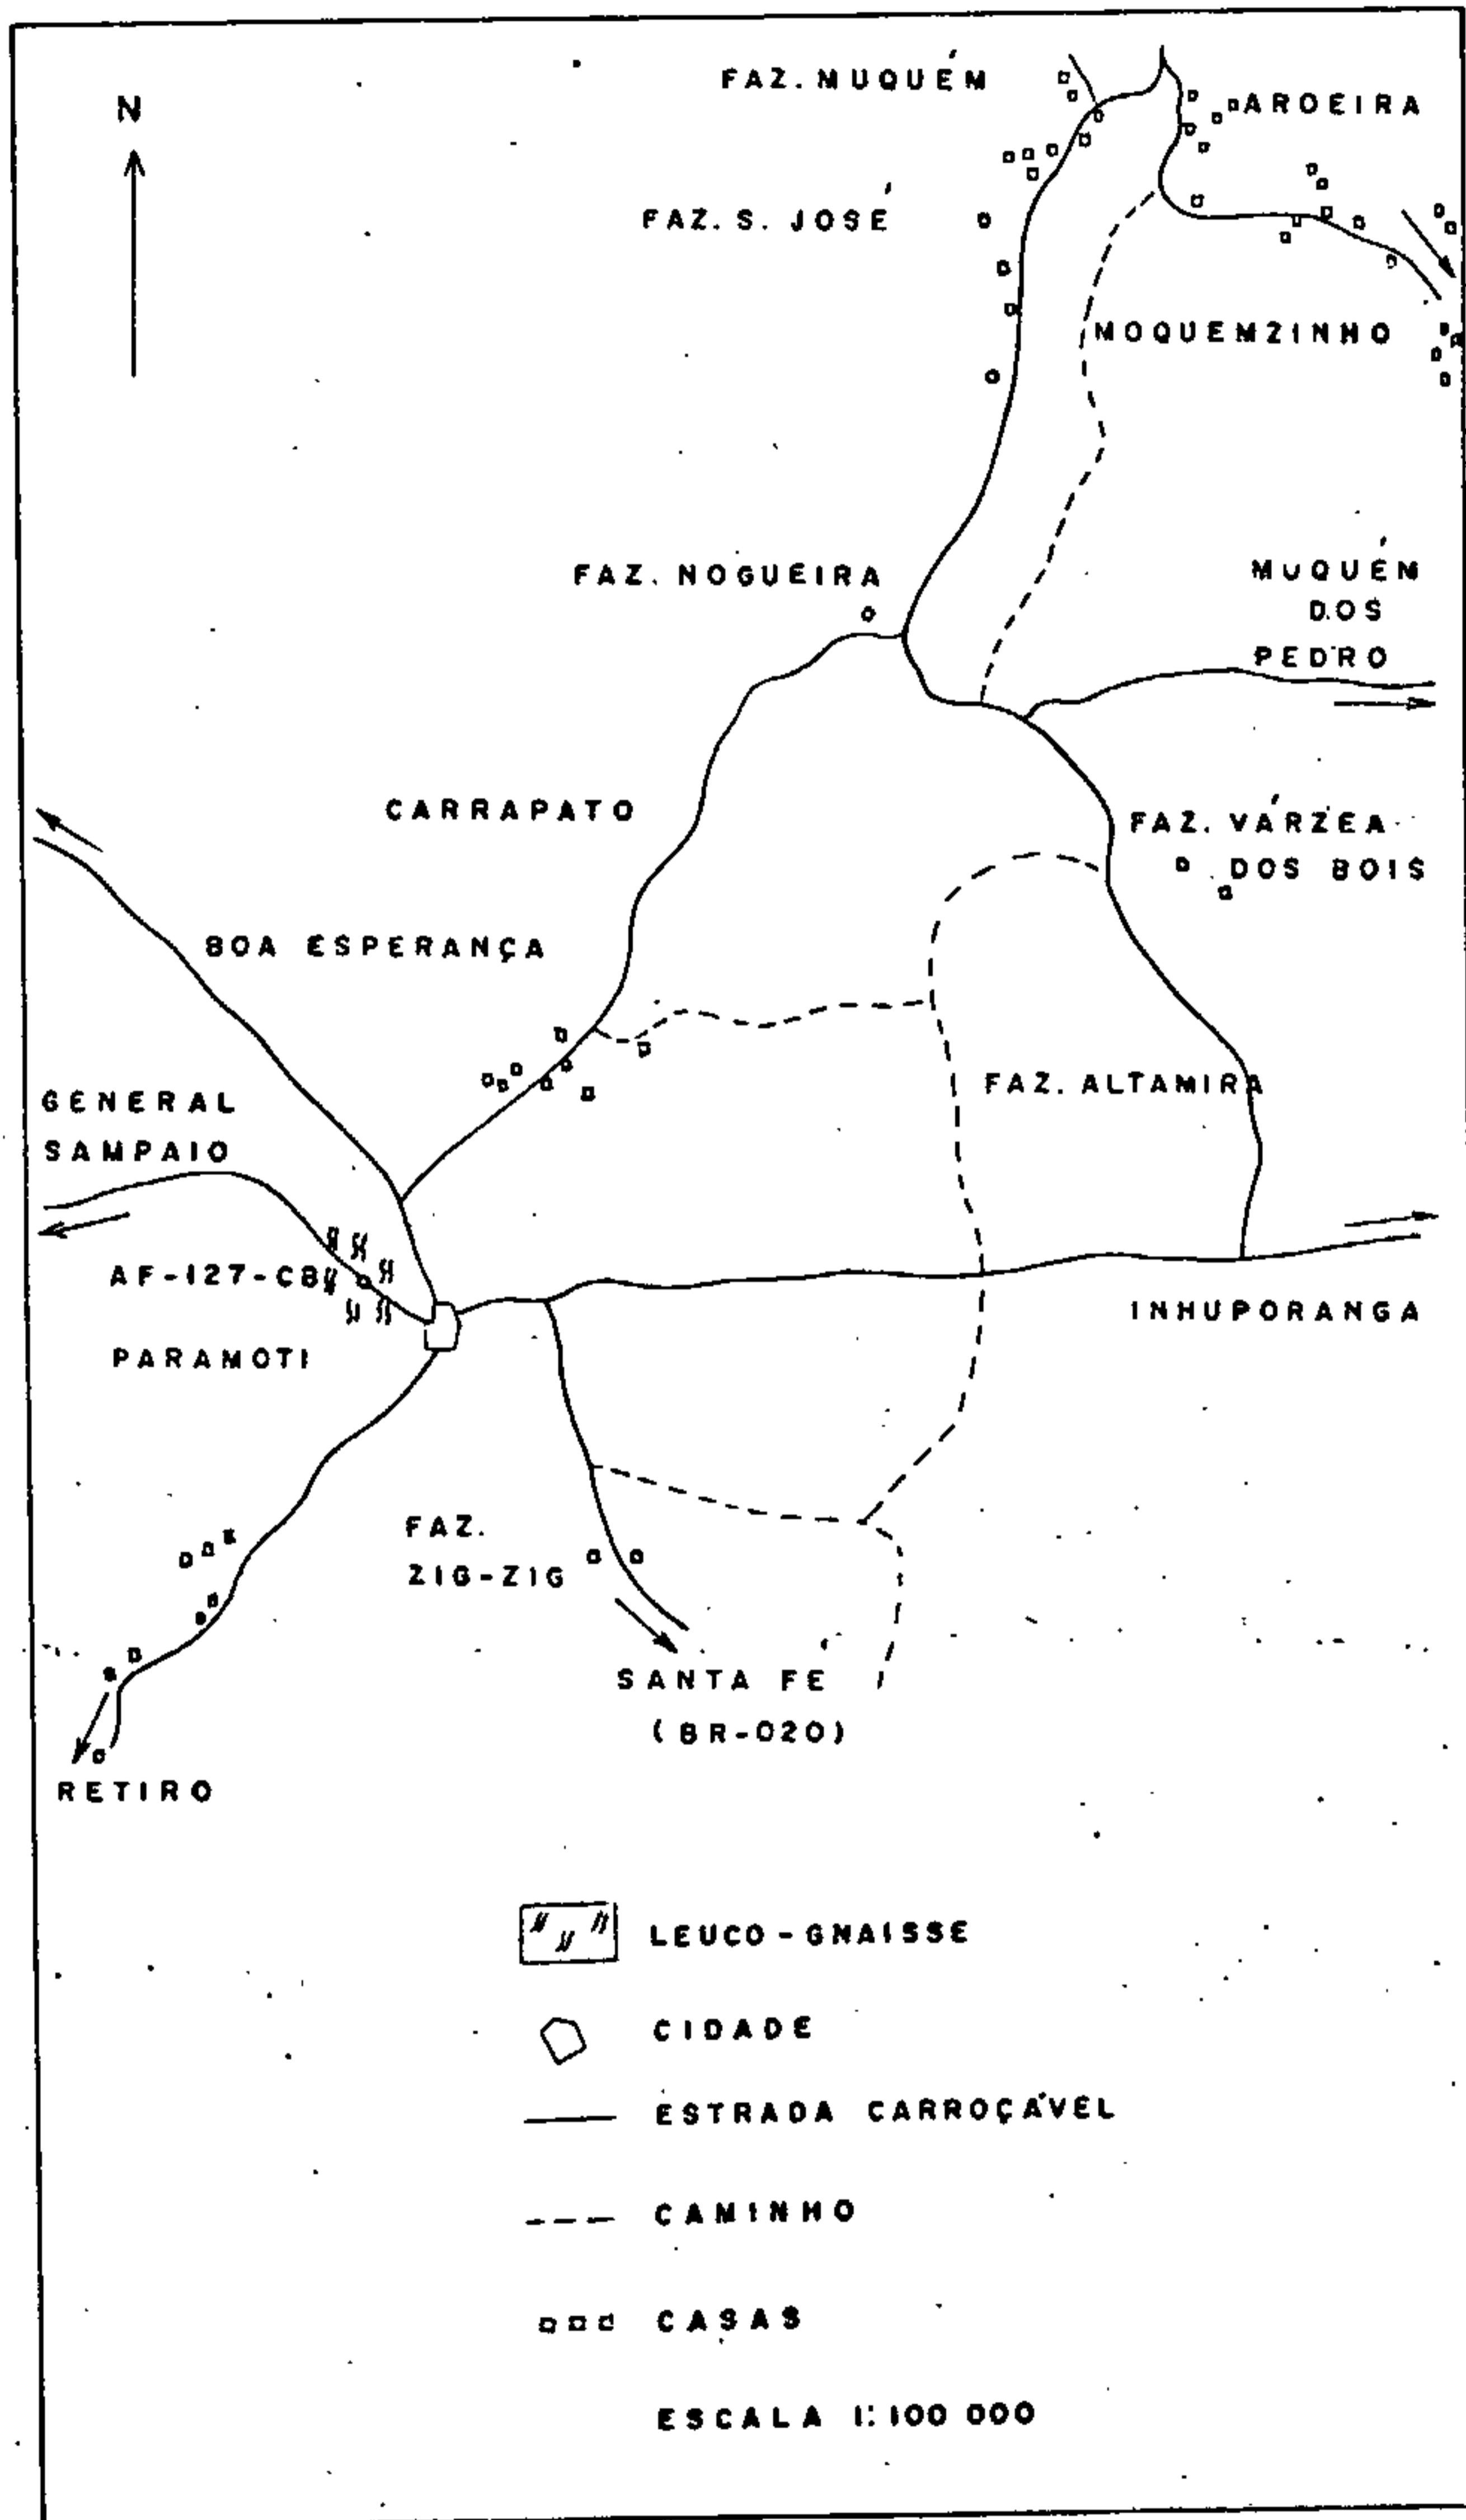 N
FAZ. MUQUÉM
AROEIRA
FAZ. S. JOSÉ
MOQUEMZINHO
FAZ. NOGUEIRA
MUQUÉM
DOS
PEDRO
CARRAPATO
FAZ. VÁRZEA
DOS BOIS
BOA ESPERANÇA
FAZ. ALTAMIRA
GENERAL
SAMPAIO
AF-127-CB
INHUPORANGA
PARAMOTI
FAZ.
ZIG-ZIG
SANTA FE
(BR-020)
RETIRO
LEUCO-GNAISSE
CIDADE
ESTRADA CARROÇÁVEL
CAMINHO
CASAS
ESCALA 1:100 000